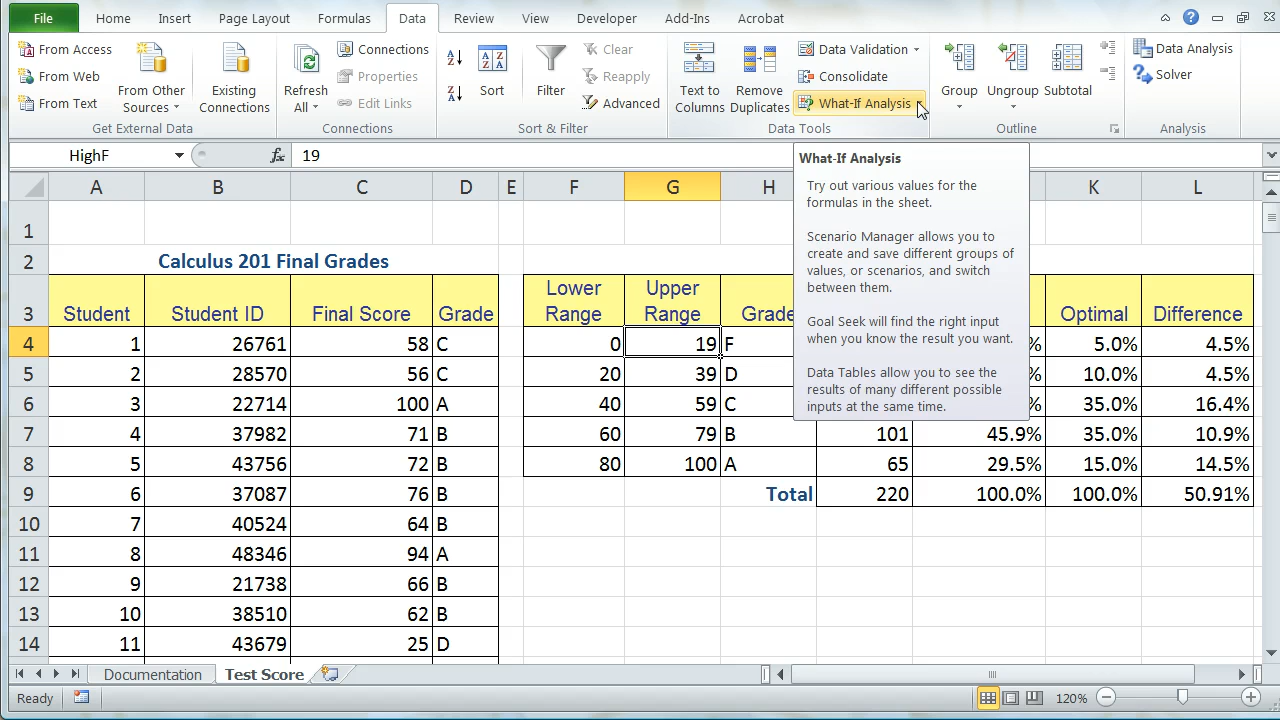 File Home Insert Page Layout Formulas Data Review View Developer Add-Ins Acrobat
From Access
From Web
From Text
From Other Sources
Existing Connections
Get External Data
Refresh All
Connections
Properties
Edit Links
Connections
Sort
Filter
Clear
Reapply
Advanced
Sort & Filter
Text to Columns
Remove Duplicates
Data Validation
Consolidate
What-If Analysis
Data Tools
Group
Ungroup
Subtotal
Outline
Data Analysis
Solver
Analysis
HighF fx 19
What-If Analysis
Try out various values for the
formulas in the sheet.
Scenario Manager allows you to
create and save different groups of
values, or scenarios, and switch
between them.
Goal Seek will find the right input
when you know the result you want.
Data Tables allow you to see the
results of many different possible
inputs at the same time.
A B C D E F G H K L
1
2 Calculus 201 Final Grades
3 Student Student ID Final Score Grade Lower Range Upper Range Grade Optimal Difference
4 1 26761 58 C 0 19 F % 5.0% 4.5%
5 2 28570 56 C 20 39 D % 10.0% 4.5%
6 3 22714 100 A 40 59 C % 35.0% 16.4%
7 4 37982 71 B 60 79 B 101 45.9% 35.0% 10.9%
8 5 43756 72 B 80 100 A 65 29.5% 15.0% 14.5%
9 6 37087 76 B Total 220 100.0% 100.0% 50.91%
10 7 40524 64 B
11 8 48346 94 A
12 9 21738 66 B
13 10 38510 62 B
14 11 43679 25 D
Documentation Test Score
Ready 120%